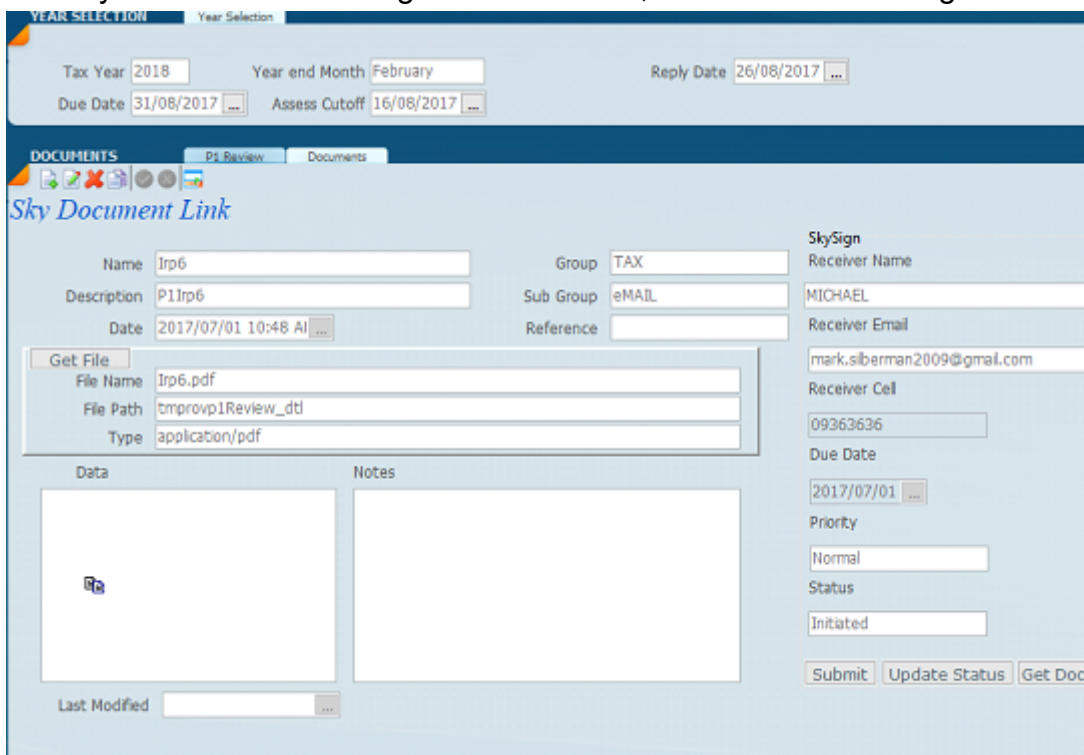 YEAR SELECTION Year Selection
Tax Year 2018 Year end Month February Reply Date 26/08/2017 ...
Due Date 31/08/2017 ... Assess Cutoff 16/08/2017 ...
DOCUMENTS P1 Review Documents
Sky Document Link
SkySign
Name Irp6 Group TAX Receiver Name
Description P1Irp6 Sub Group eMAIL MICHAEL
Date 2017/07/01 10:48 AI ... Reference Receiver Email
Get File mark.silberman2009@gmail.com
File Name Irp6.pdf Receiver Cell
File Path tmprovp1Review_dtl 09363636
Type application/pdf Due Date
Data Notes 2017/07/01 ...
Priority
Normal
Status
Initiated
Submit Update Status Get Doc
Last Modified ...